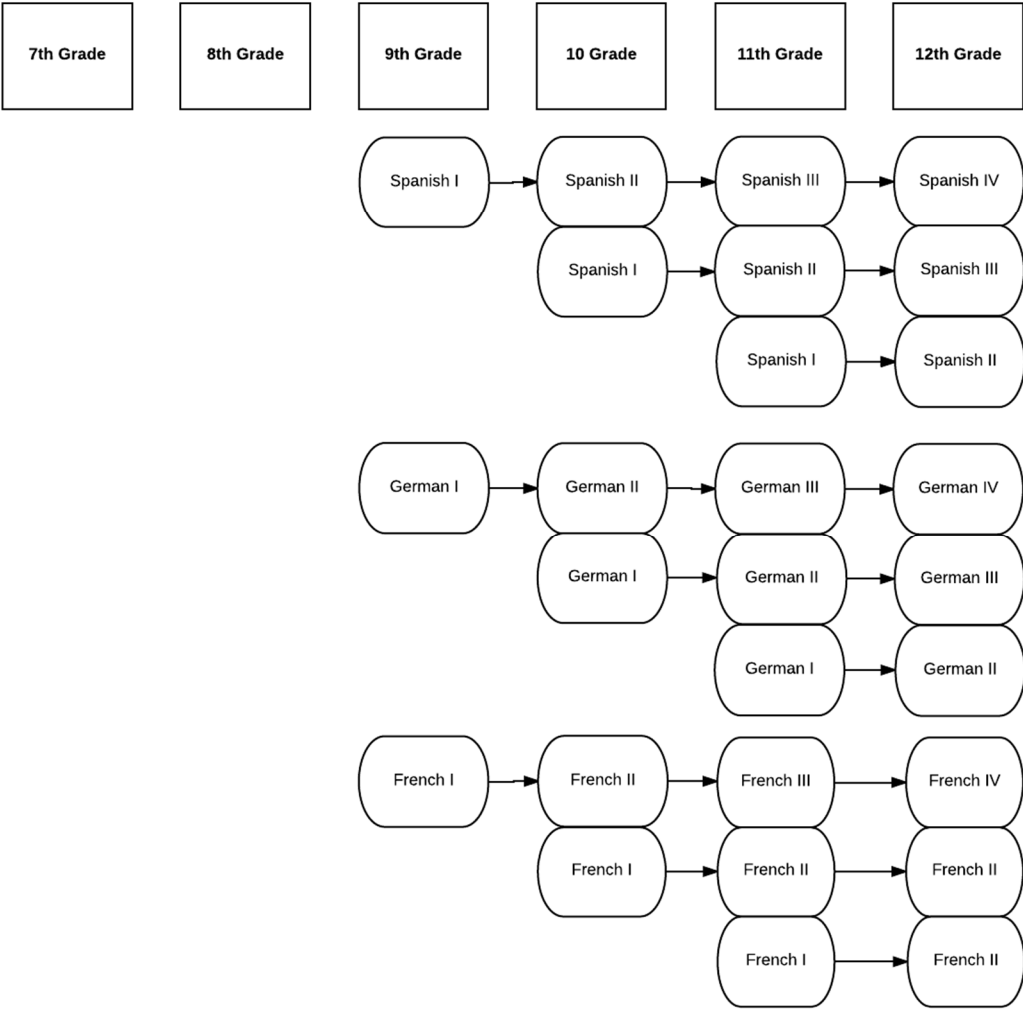 7th Grade 8th Grade 9th Grade 10 Grade 11th Grade 12th Grade
Spanish I Spanish II Spanish III Spanish IV
Spanish I Spanish II Spanish III
Spanish I Spanish II
German I German II German III German IV
German I German II German III
German I German II
French I French II French III French IV
French I French II French II
French I French II